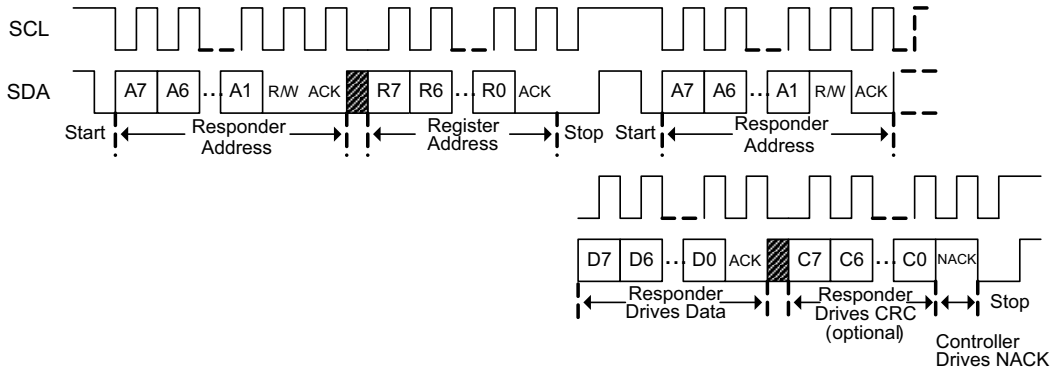 SCL
SDA
A7 A6 ... A1 R/W ACK R7 R6 ... R0 ACK A7 A6 ... A1 R/W ACK
Start Responder Address Register Address Stop Start Responder Address
D7 D6 ... D0 ACK C7 C6 ... C0 NACK
Responder Drives Data
Responder Drives CRC (optional)
Stop
Controller
Drives NACK